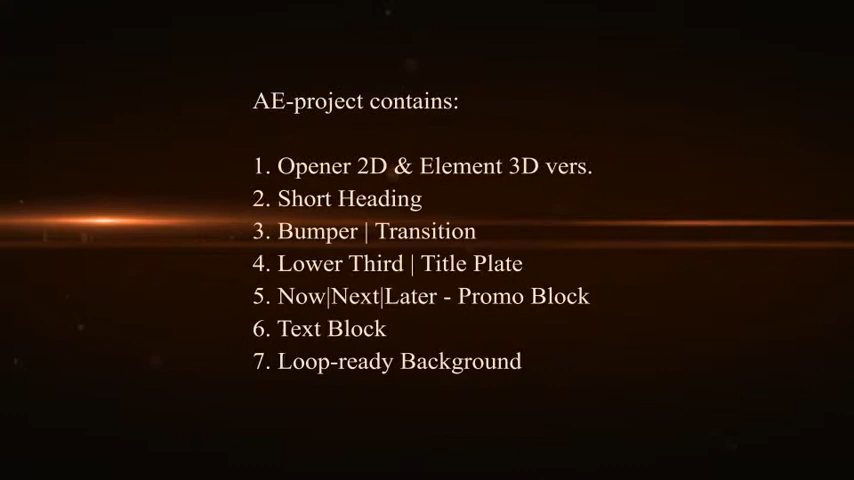 AE-project contains:
1. Opener 2D & Element 3D vers.
2. Short Heading
3. Bumper | Transition
4. Lower Third | Title Plate
5. Now|Next|Later - Promo Block
6. Text Block
7. Loop-ready Background